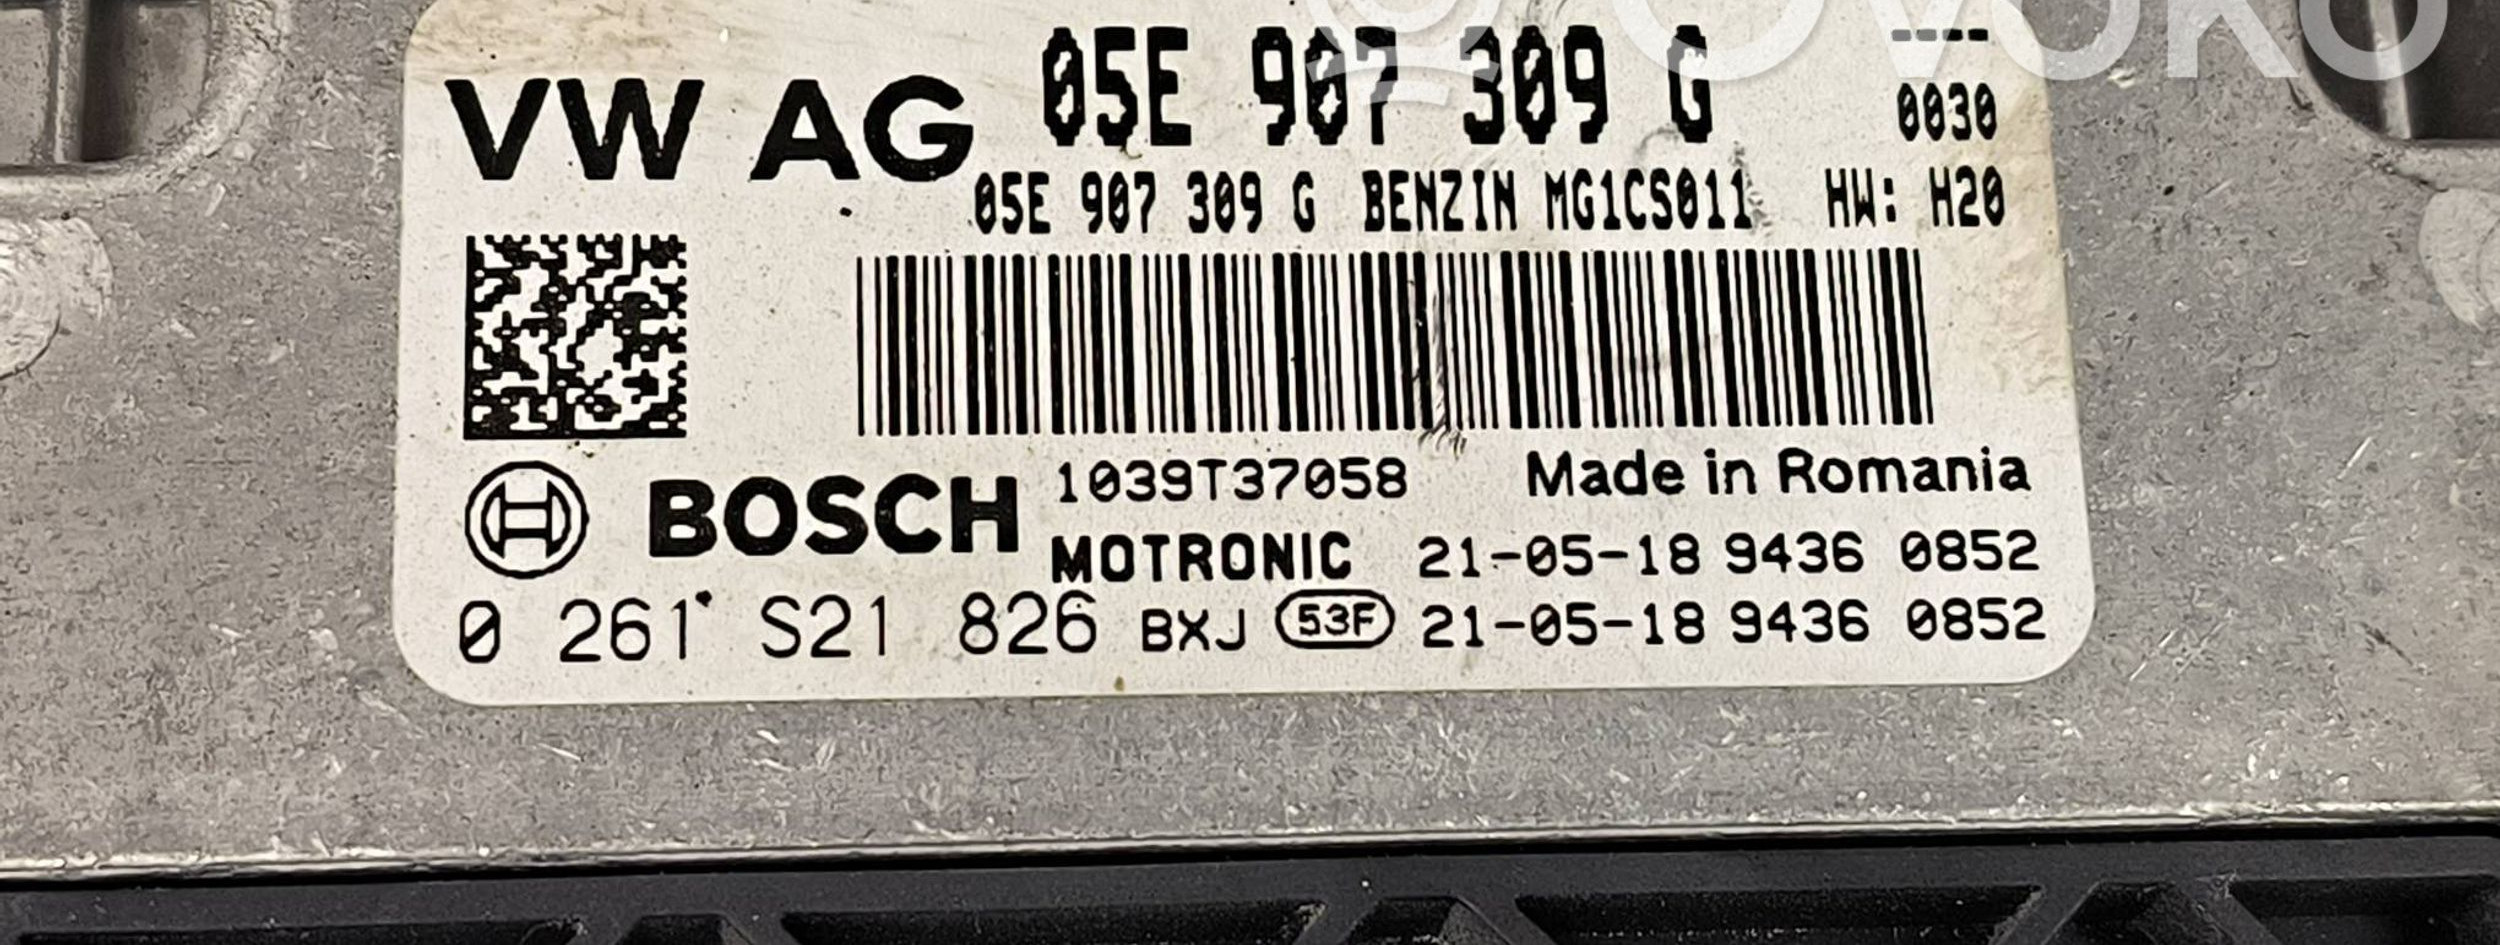 OVOKO
VW AG 05E 907 309 G ----
0030
05E 907 309 G BENZIN MG1CS011 HW: H20
BOSCH 1039T37058 Made in Romania
MOTRONIC 21-05-18 9436 0852
0 261 S21 826 BXJ 53F 21-05-18 9436 0852